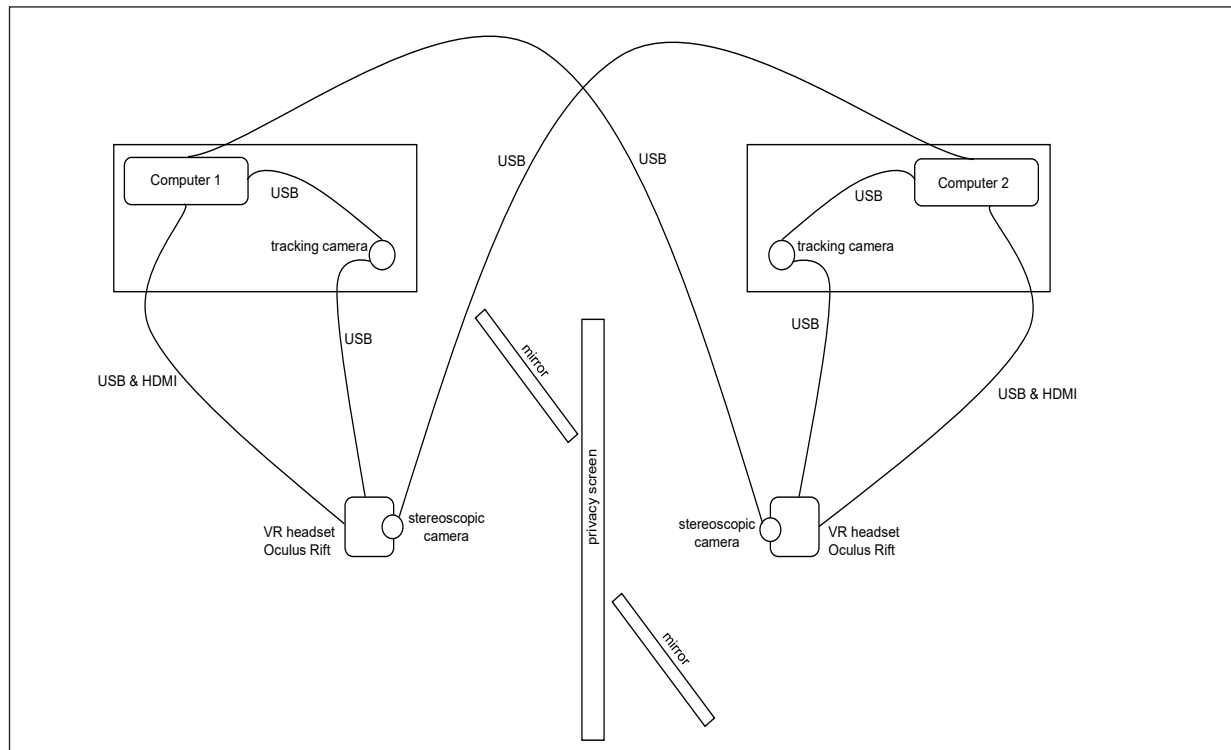 USB
USB
Computer 1
USB
tracking camera
Computer 2
USB
tracking camera
USB
USB
mirror
USB & HDMI
USB & HDMI
privacy screen
VR headset
Oculus Rift
stereoscopic
camera
stereoscopic
camera
VR headset
Oculus Rift
mirror